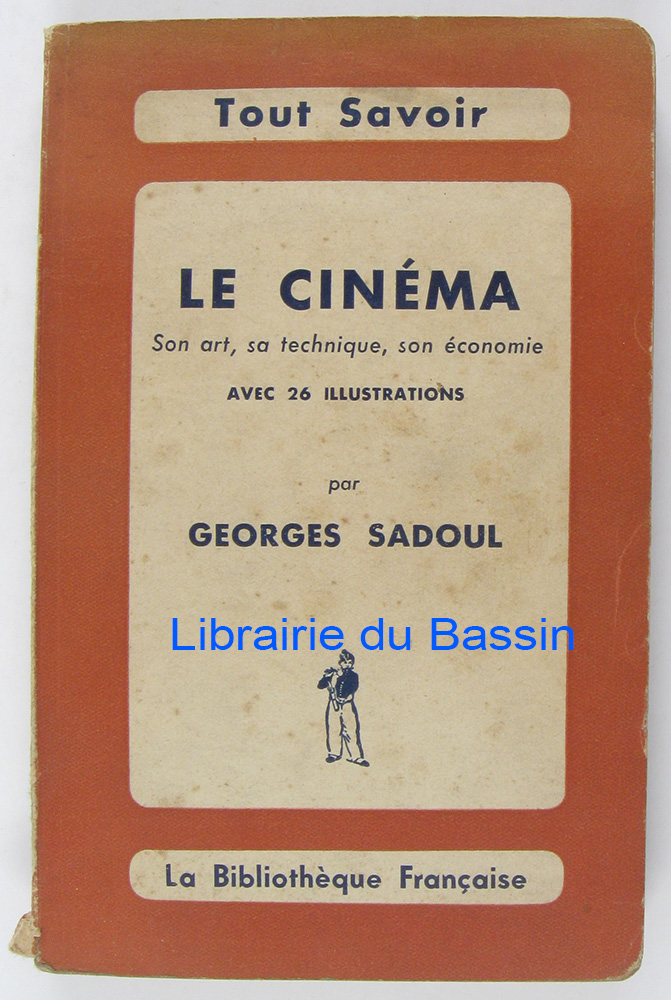 Tout Savoir
LE CINÉMA
Son art, sa technique, son économie
AVEC 26 ILLUSTRATIONS
par
GEORGES SADOUL
Librairie du Bassin
La Bibliothèque Française